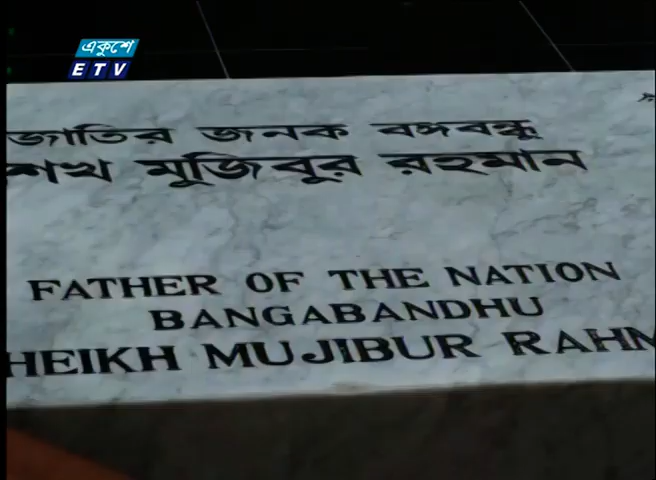 একুশে
ETV
জাতির জনক বঙ্গবন্ধু
শেখ মুজিবুর রহমান
FATHER OF THE NATION
BANGABANDHU
HEIKH MUJIBUR RAHM